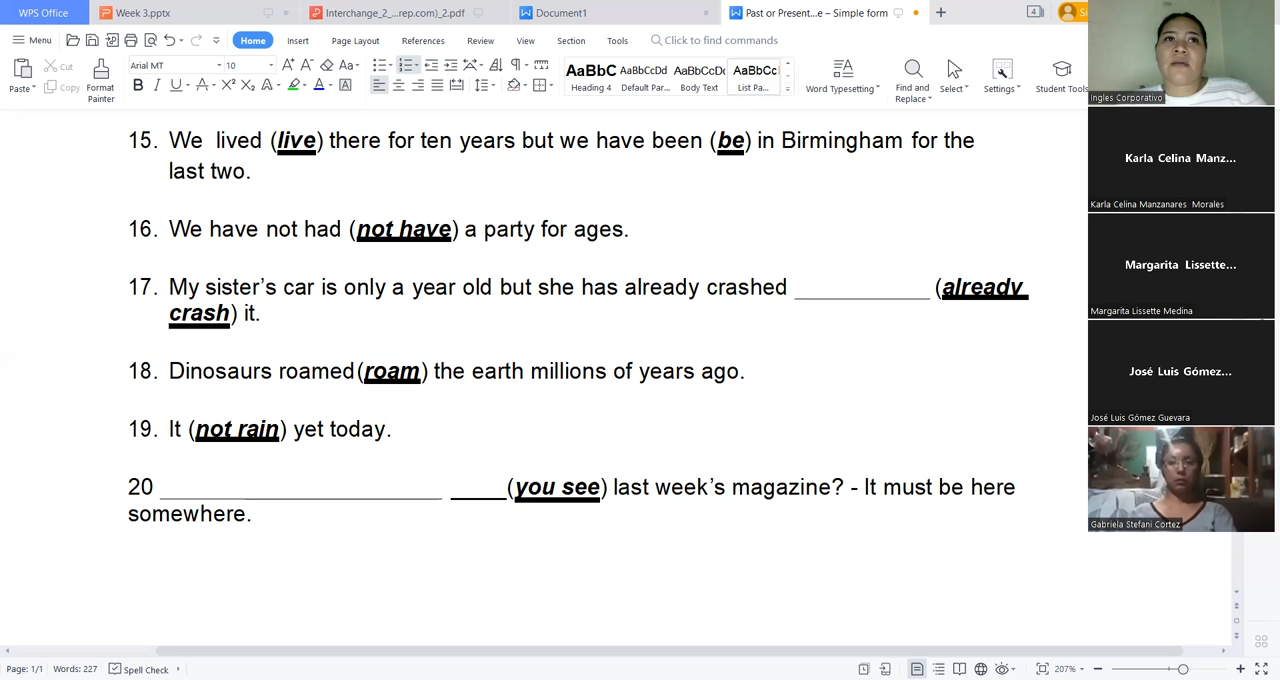 WPS Office
Week 3.pptx
Interchange_2_...rep.com)_2.pdf
Document1
Past or Present...e – Simple form
4
Si
Menu
Home
Insert
Page Layout
References
Review
View
Section
Tools
Click to find commands
Paste
Cut
Copy
Format
Painter
Arial MT
10
AaBbC
Heading 4
AaBbCcDd
Default Par...
AaBbCcDc
Body Text
AaBbCc
List Pa...
Word Typesetting
Find and
Replace
Select
Settings
Student Tools
15. We lived (live) there for ten years but we have been (be) in Birmingham for the
last two.
16. We have not had (not have) a party for ages.
17. My sister's car is only a year old but she has already crashed ____________ (already
crash) it.
18. Dinosaurs roamed(roam) the earth millions of years ago.
19. It (not rain) yet today.
20 _________________________ _____(you see) last week's magazine? - It must be here
somewhere.
Ingles Corporativo
Karla Celina Manz...
Karla Celina Manzanares Morales
Margarita Lissette...
Margarita Lissette Medina
José Luis Gómez...
José Luis Gómez Guevara
Gabriela Stefani Cortez
Page: 1/1
Words: 227
Spell Check
207%